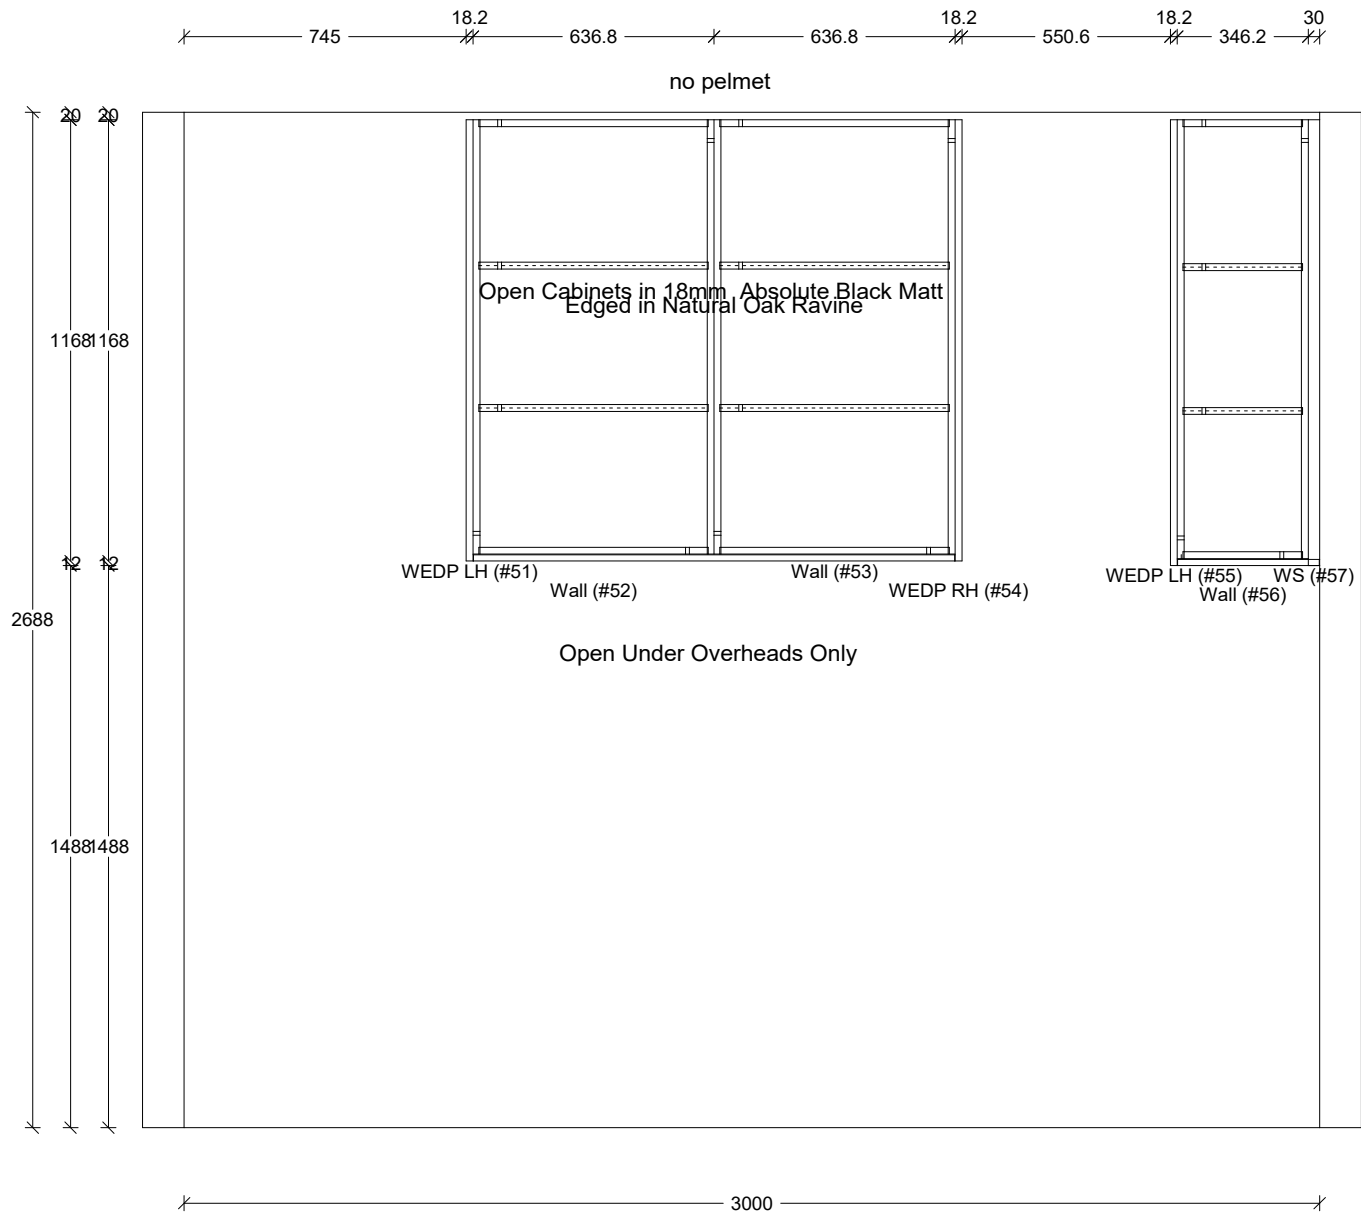 18.2 18.2 18.2 30
745 636.8 636.8 550.6 346.2
no pelmet
20 20
Open Cabinets in 18mm Absolute Black Matt
Edged in Natural Oak Ravine
1168 1168
12 12
WEDP LH (#51) Wall (#53) WEDP LH (#55) WS (#57)
Wall (#52) WEDP RH (#54) Wall (#56)
2688
Open Under Overheads Only
1488 1488
3000